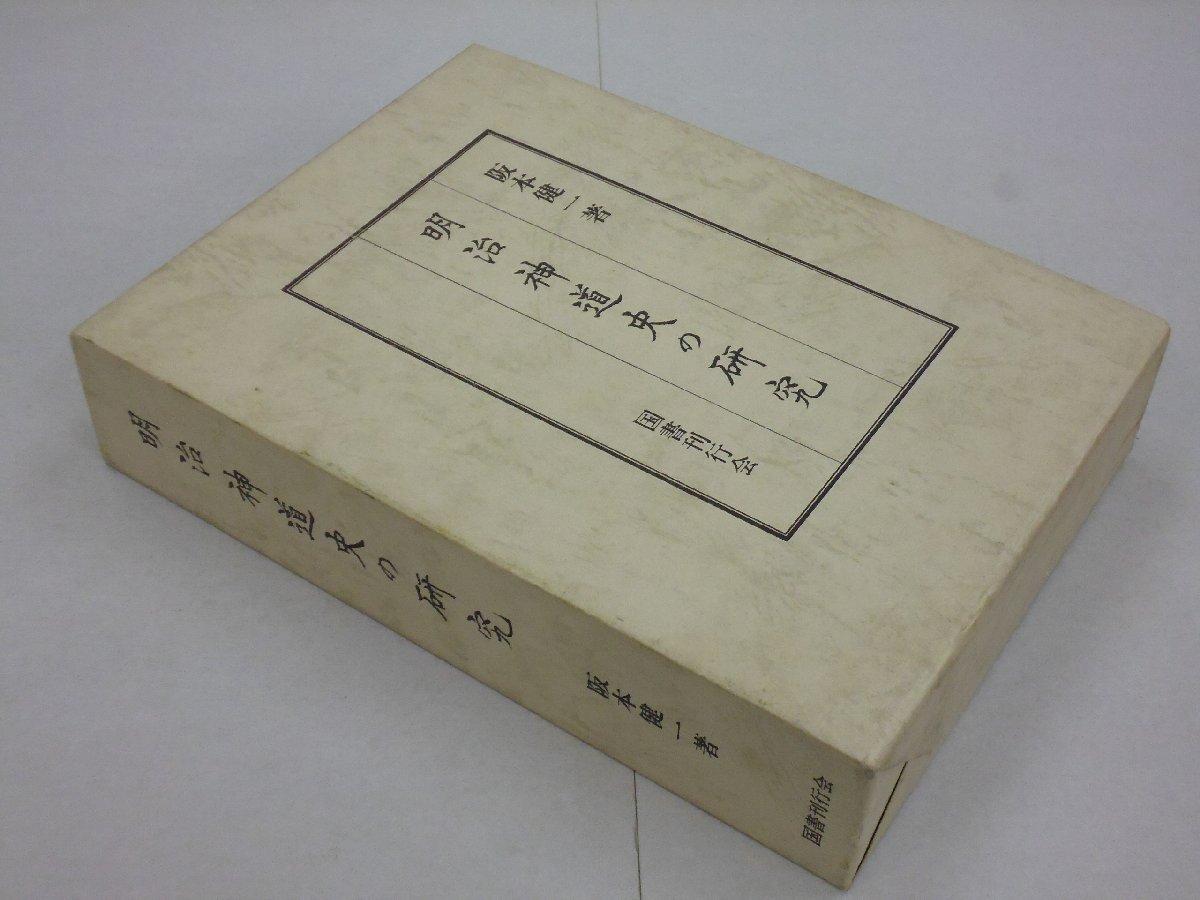 阪本健一著
明治神道史の研究
国書刊行会
明治神道史の研究
阪本健一著
国書刊行会